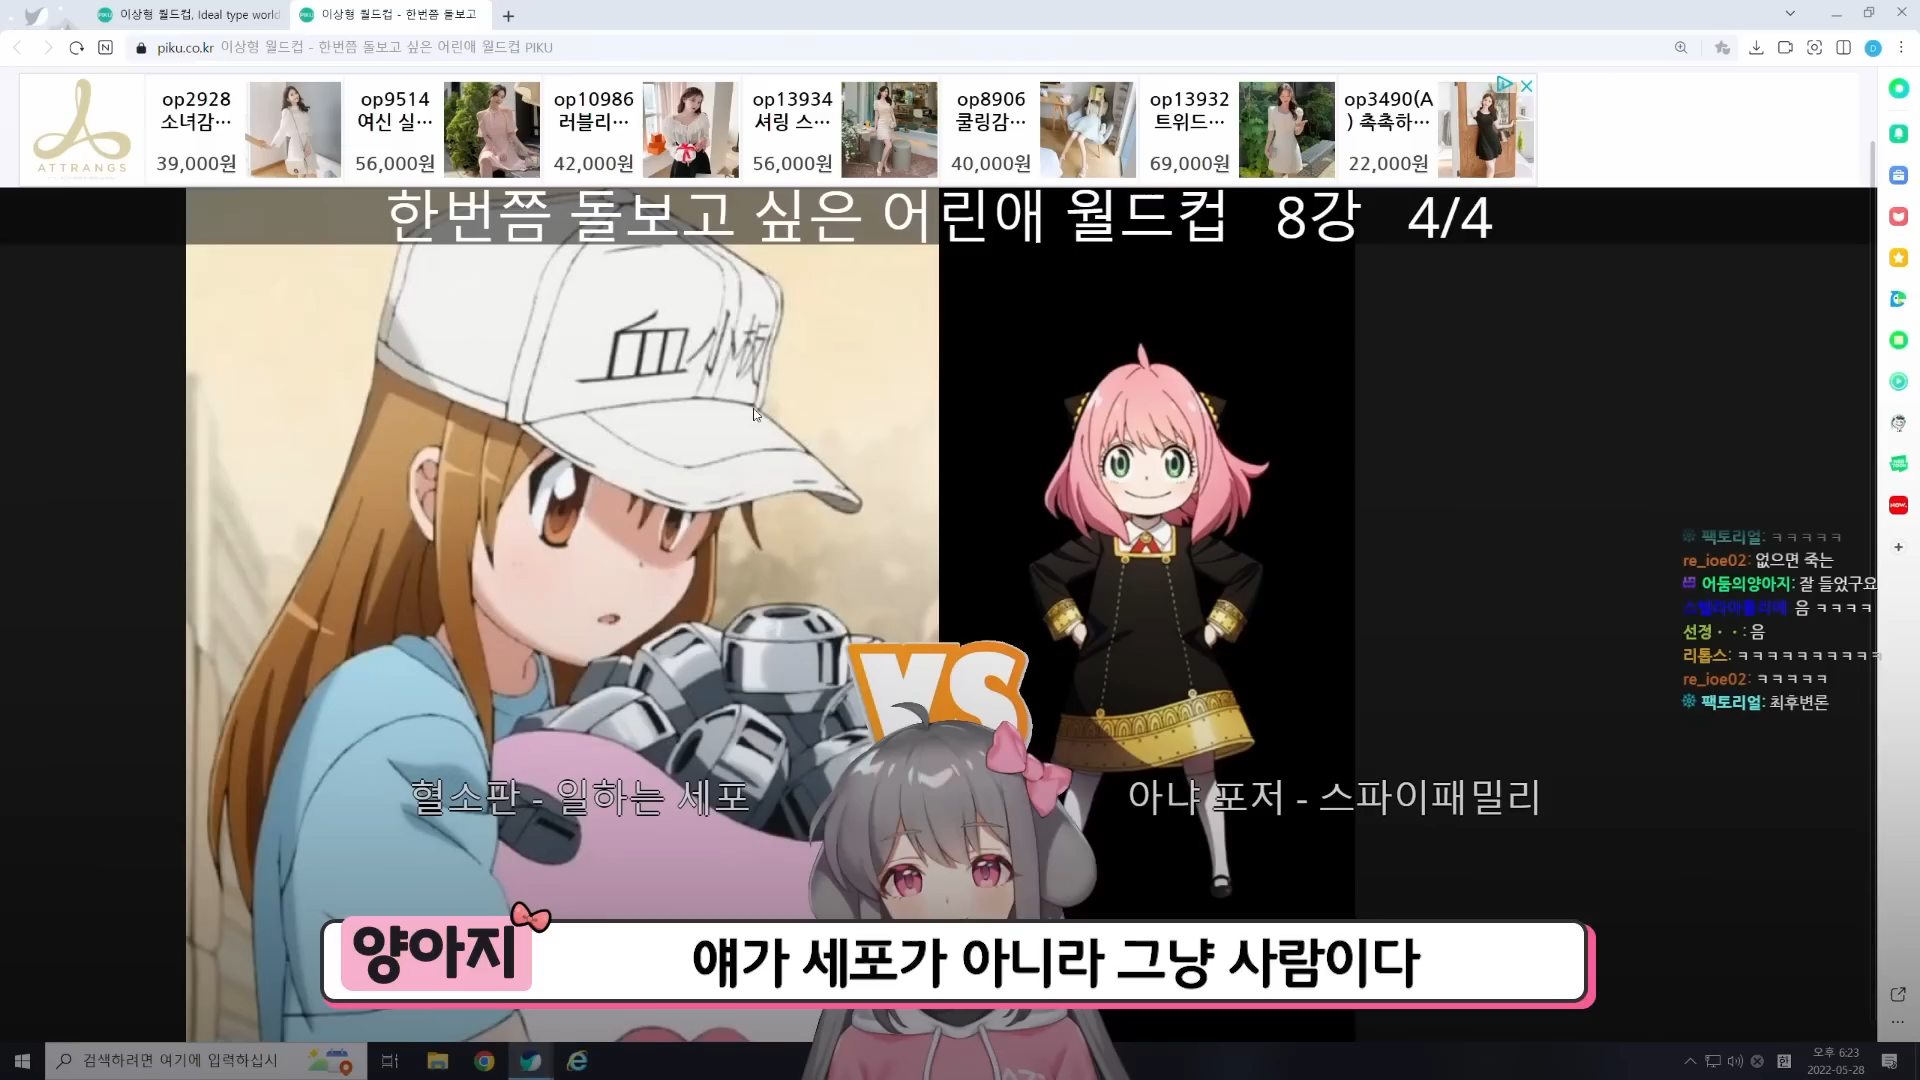 이상형 월드컵, Ideal type world
이상형 월드컵 - 한번쯤 돌보고
piku.co.kr 이상형 월드컵 - 한번쯤 돌보고 싶은 어린애 월드컵 PIKU
ATTRANGS
op2928
소녀감…
39,000원
op9514
여신 실…
56,000원
op10986
러블리…
42,000원
op13934
셔링 스…
56,000원
op8906
쿨링감…
40,000원
op13932
트위드…
69,000원
op3490(A
) 촉촉하…
22,000원
한번쯤 돌보고 싶은 어린애 월드컵 8강 4/4
血小板
VS
혈소판 - 일하는 세포
아냐 포저 - 스파이패밀리
팩토리얼: ㅋㅋㅋㅋㅋ
re_ioe02: 없으면 죽는
어둠의양아지: 잘 들었구요
음 ㅋㅋㅋㅋ
선정··: 음
리톱스: ㅋㅋㅋㅋㅋㅋㅋㅋㅋㅋ
re_ioe02: ㅋㅋㅋㅋㅋ
팩토리얼: 최후변론
양아지
얘가 세포가 아니라 그냥 사람이다
검색하려면 여기에 입력하십시
한
오후 6:23
2022-05-28